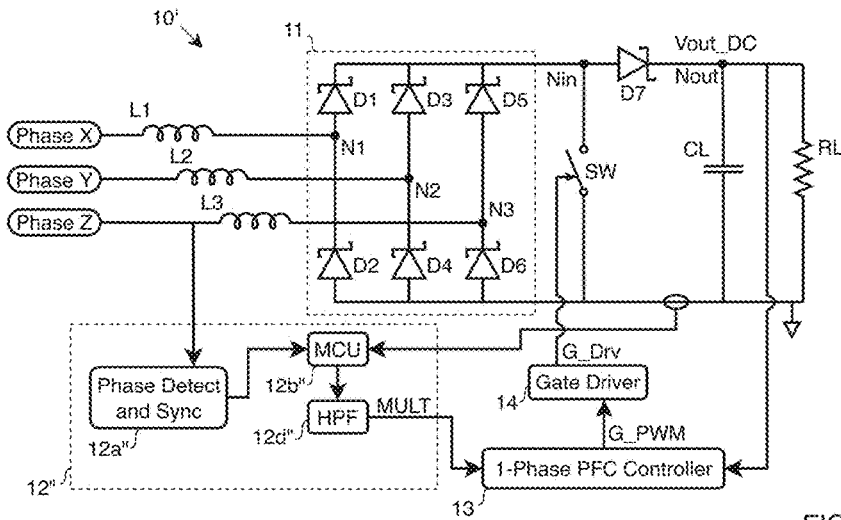 10'
11
Vout_DC
Nin
Nout
D7
D1
D3
D5
L1
Phase X
N1
L2
Phase Y
N2
L3
Phase Z
N3
SW
CL
RL
D2
D4
D6
G_Drv
MCU
12b"
Phase Detect
and Sync
12a"
HPF
MULT
12d"
Gate Driver
14
G_PWM
1-Phase PFC Controller
12"
13
FIG